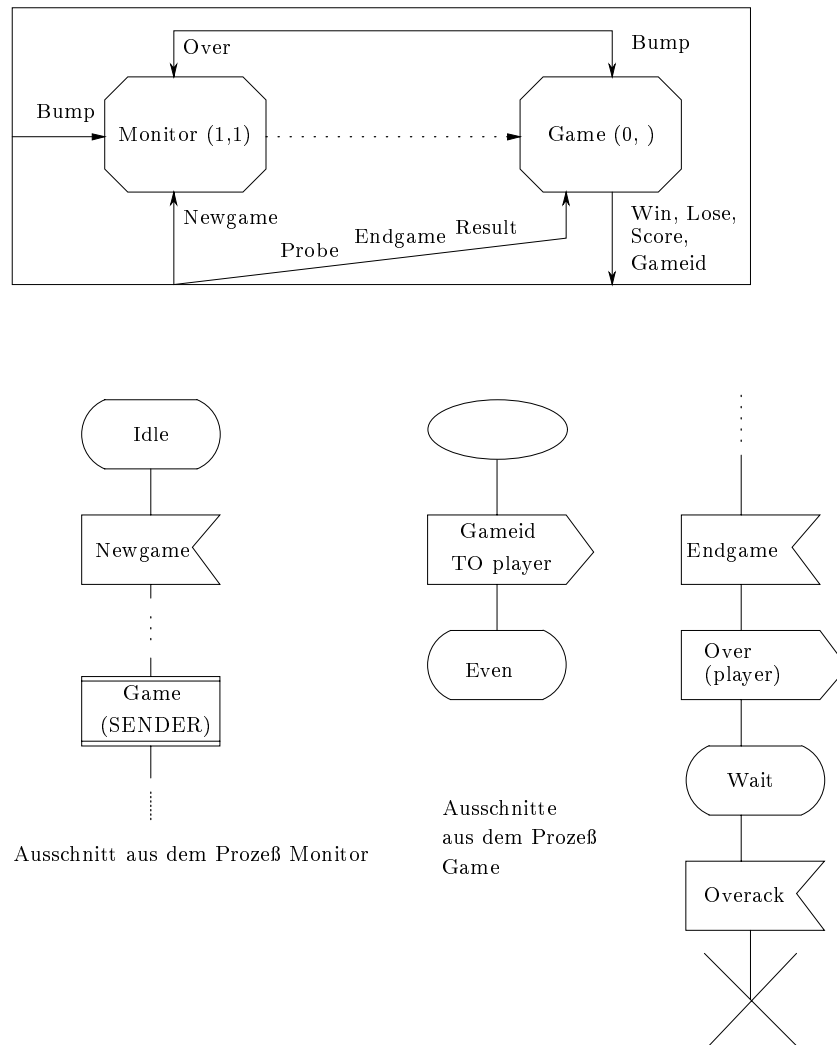 Over
Bump
Bump
Monitor (1,1)
Game (0, )
Newgame
Probe
Endgame
Result
Win, Lose,
Score,
Gameid
Idle
Newgame
Game
(SENDER)
Ausschnitt aus dem Prozeß Monitor
Gameid
TO player
Even
Ausschnitte
aus dem Prozeß
Game
Endgame
Over
(player)
Wait
Overack